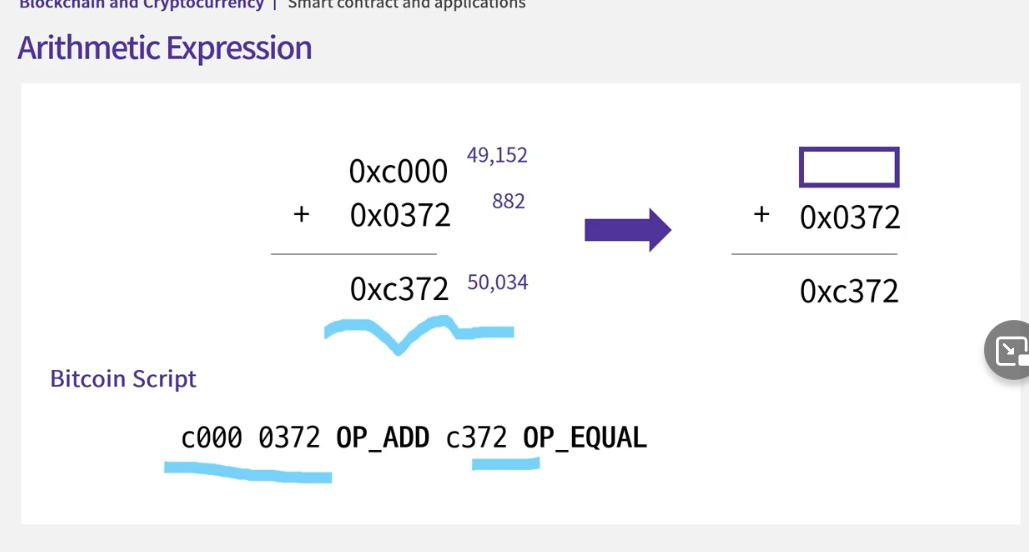 Blockchain and Cryptocurrency | Smart contract and applications
Arithmetic Expression
0xc000 49,152
+ 0x0372 882
0xc372 50,034
+ 0x0372
0xc372
Bitcoin Script
c000 0372 OP_ADD c372 OP_EQUAL